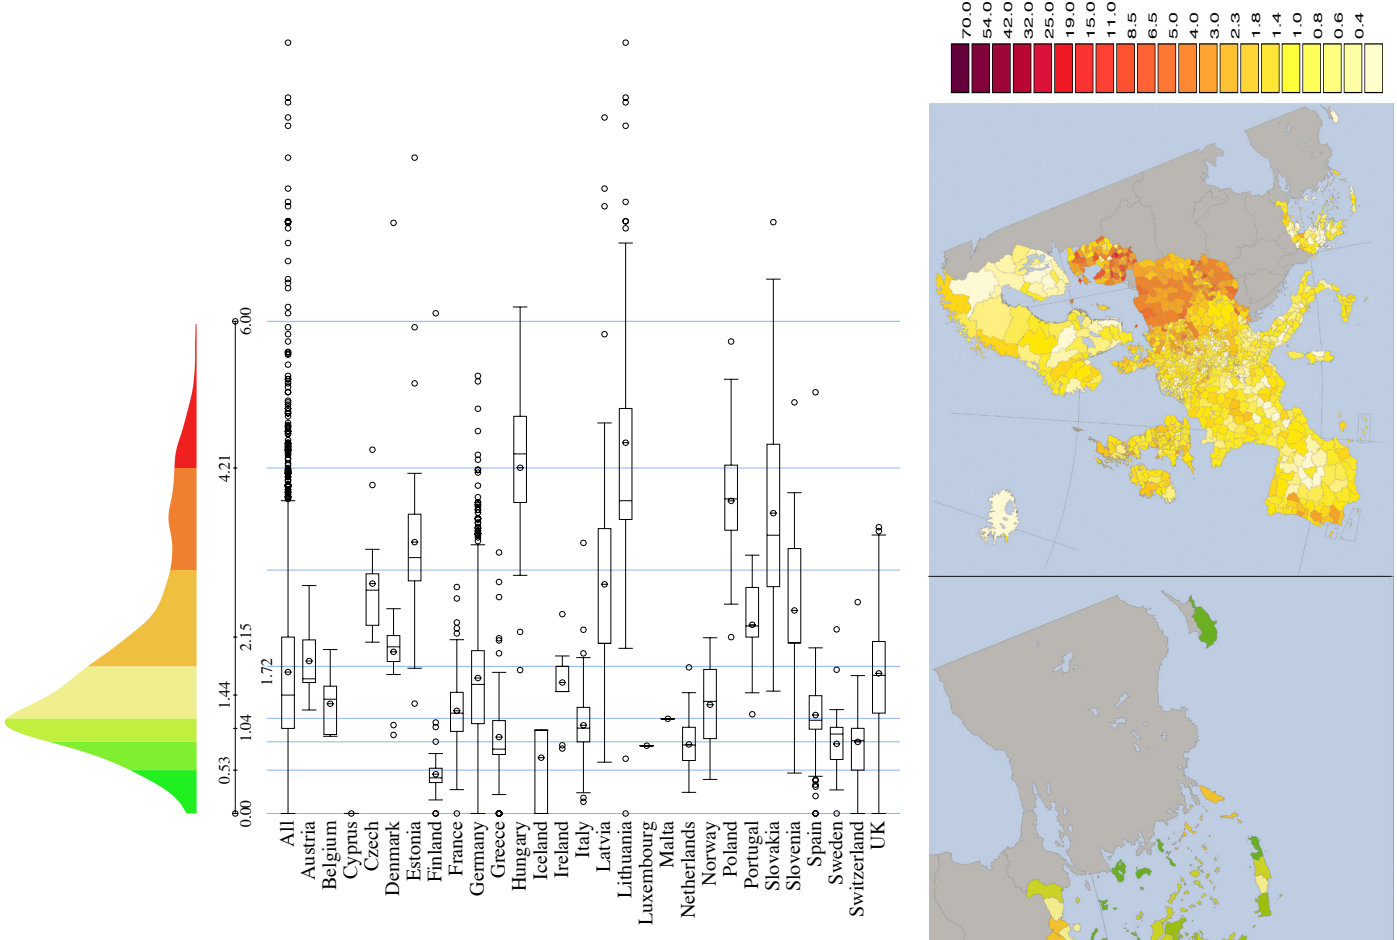 70.0
54.0
42.0
32.0
25.0
19.0
15.0
11.0
8.5
6.5
5.0
4.0
3.0
2.3
1.8
1.4
1.0
0.8
0.6
0.4
6.00
4.21
2.15
1.72
1.44
1.04
0.53
0.00
All
Austria
Belgium
Cyprus
Czech
Denmark
Estonia
Finland
France
Germany
Greece
Hungary
Iceland
Ireland
Italy
Latvia
Lithuania
Luxembourg
Malta
Netherlands
Norway
Poland
Portugal
Slovakia
Slovenia
Spain
Sweden
Switzerland
UK